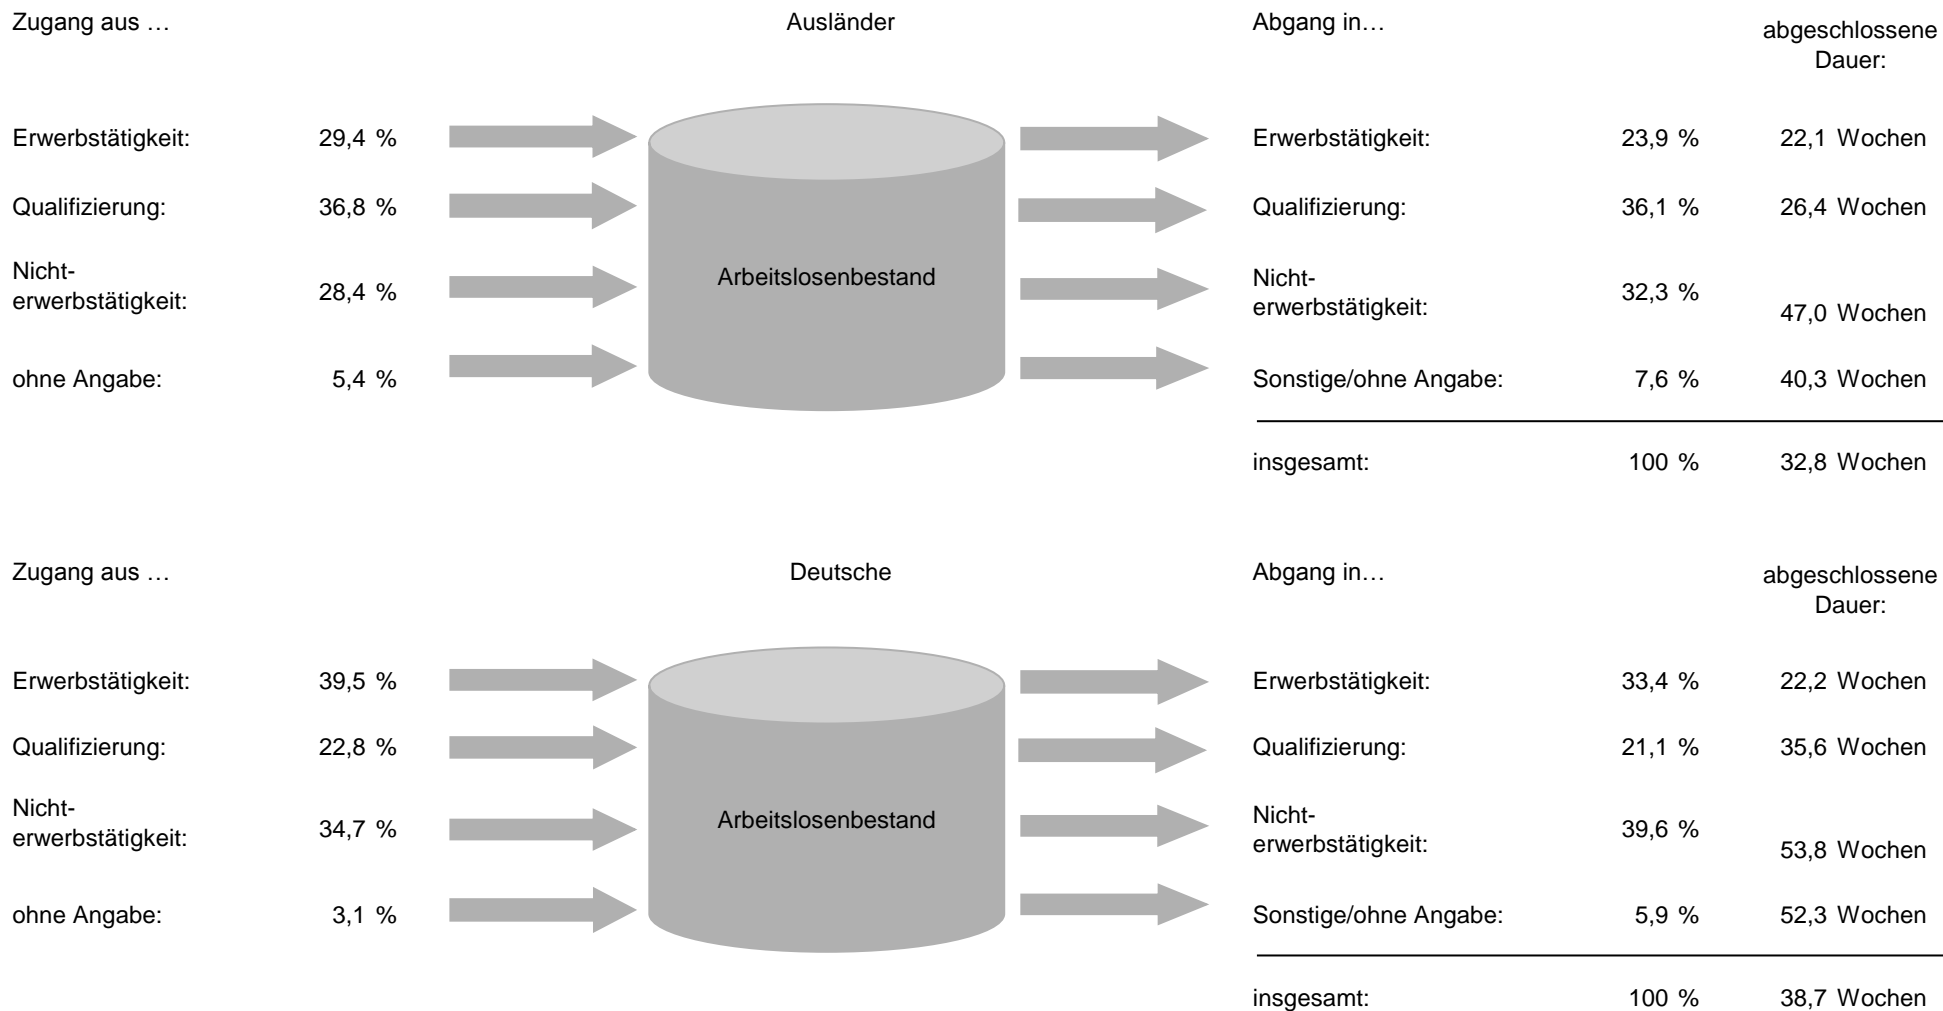 Zugang aus …
Ausländer
Abgang in…
abgeschlossene
Dauer:
Erwerbstätigkeit: 29,4 %
Erwerbstätigkeit: 23,9 % 22,1 Wochen
Qualifizierung: 36,8 %
Qualifizierung: 36,1 % 26,4 Wochen
Nicht-
erwerbstätigkeit: 28,4 %
Arbeitslosenbestand
Nicht-
erwerbstätigkeit: 32,3 % 47,0 Wochen
ohne Angabe: 5,4 %
Sonstige/ohne Angabe: 7,6 % 40,3 Wochen
insgesamt: 100 % 32,8 Wochen
Zugang aus …
Deutsche
Abgang in…
abgeschlossene
Dauer:
Erwerbstätigkeit: 39,5 %
Erwerbstätigkeit: 33,4 % 22,2 Wochen
Qualifizierung: 22,8 %
Qualifizierung: 21,1 % 35,6 Wochen
Nicht-
erwerbstätigkeit: 34,7 %
Arbeitslosenbestand
Nicht-
erwerbstätigkeit: 39,6 % 53,8 Wochen
ohne Angabe: 3,1 %
Sonstige/ohne Angabe: 5,9 % 52,3 Wochen
insgesamt: 100 % 38,7 Wochen